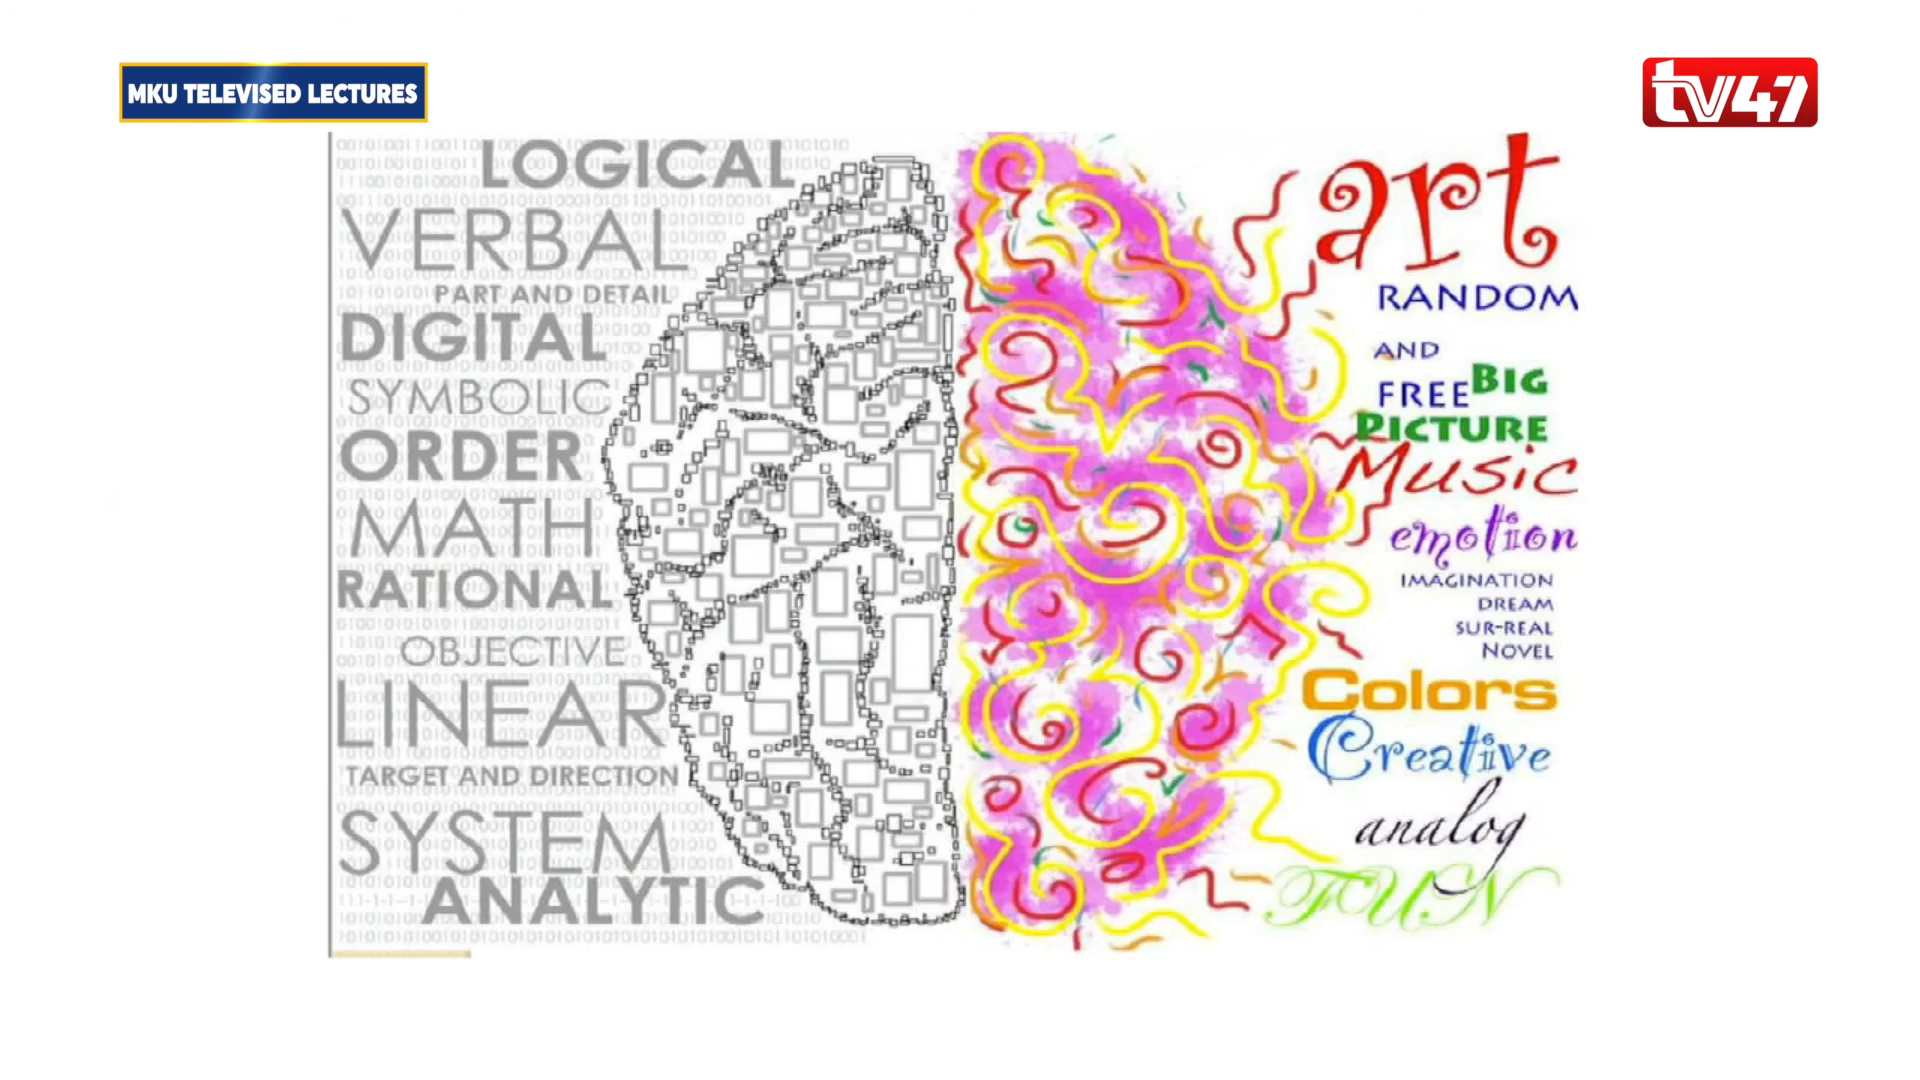 MKU TELEVISED LECTURES
tv47
LOGICAL
VERBAL
PART AND DETAIL
DIGITAL
SYMBOLIC
ORDER
MATH
RATIONAL
OBJECTIVE
LINEAR
TARGET AND DIRECTION
SYSTEM
ANALYTIC
art
RANDOM
AND
FREE
BIG
PICTURE
Music
emotion
IMAGINATION
DREAM
SUR-REAL
NOVEL
Colors
Creative
analog
FUN